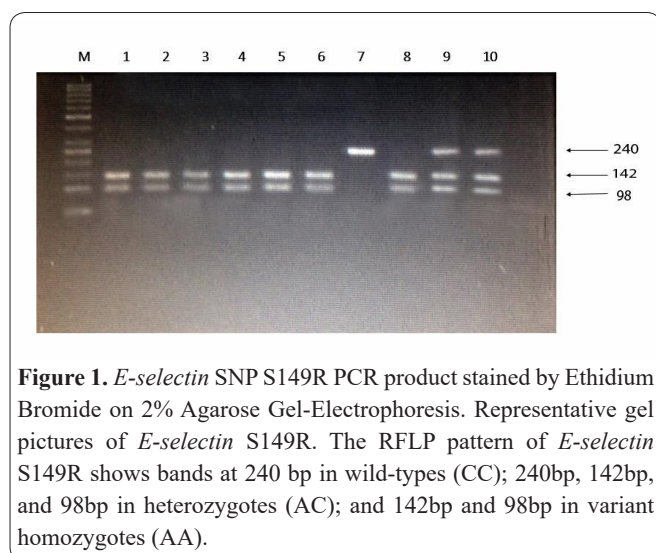 M 1 2 3 4 5 6 7 8 9 10
240
142
98
Figure 1. E-selectin SNP S149R PCR product stained by Ethidium
Bromide on 2% Agarose Gel-Electrophoresis. Representative gel
pictures of E-selectin S149R. The RFLP pattern of E-selectin
S149R shows bands at 240 bp in wild-types (CC); 240bp, 142bp,
and 98bp in heterozygotes (AC); and 142bp and 98bp in variant
homozygotes (AA).